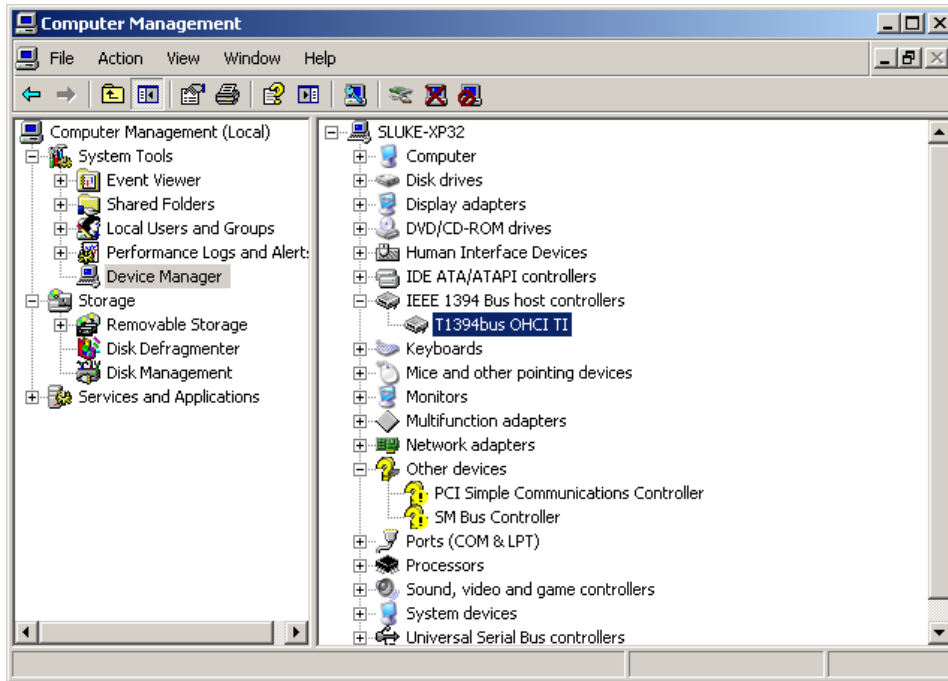 Computer Management
File Action View Window Help
Computer Management (Local)
System Tools
Event Viewer
Shared Folders
Local Users and Groups
Performance Logs and Alert:
Device Manager
Storage
Removable Storage
Disk Defragmenter
Disk Management
Services and Applications
SLUKE-XP32
Computer
Disk drives
Display adapters
DVD/CD-ROM drives
Human Interface Devices
IDE ATA/ATAPI controllers
IEEE 1394 Bus host controllers
T1394bus OHCI TI
Keyboards
Mice and other pointing devices
Monitors
Multifunction adapters
Network adapters
Other devices
PCI Simple Communications Controller
SM Bus Controller
Ports (COM & LPT)
Processors
Sound, video and game controllers
System devices
Universal Serial Bus controllers